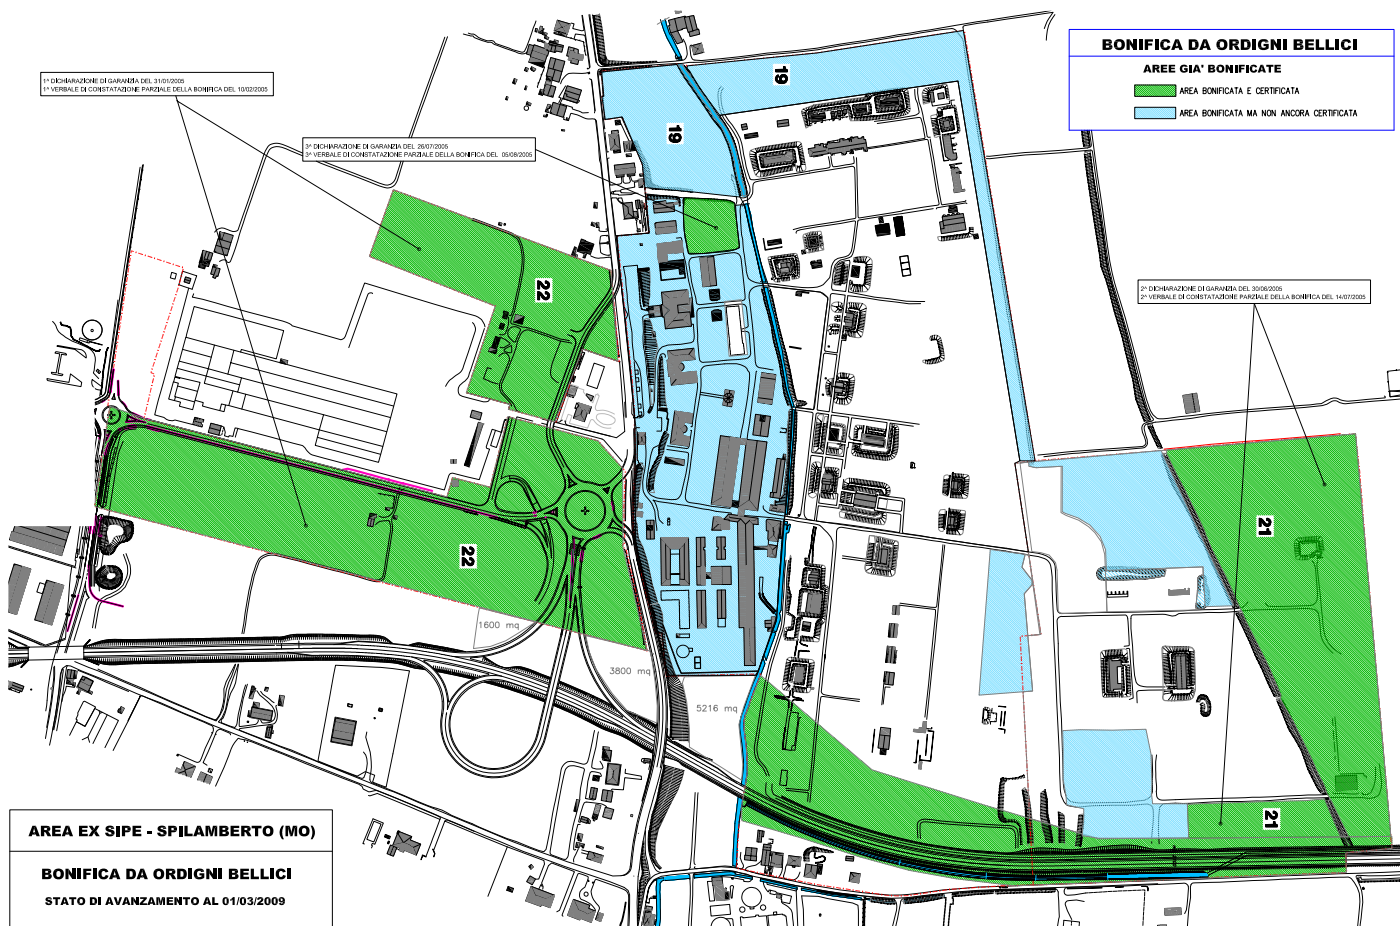 BONIFICA DA ORDIGNI BELLICI
AREE GIA' BONIFICATE
AREA BONIFICATA E CERTIFICATA
AREA BONIFICATA MA NON ANCORA CERTIFICATA
1^ DICHIARAZIONE DI GARANZIA DEL 31/01/2005
1^ VERBALE DI CONSTATAZIONE PARZIALE DELLA BONIFICA DEL 10/02/2005
3^ DICHIARAZIONE DI GARANZIA DEL 26/07/2005
3^ VERBALE DI CONSTATAZIONE PARZIALE DELLA BONIFICA DEL 05/08/2005
2^ DICHIARAZIONE DI GARANZIA DEL 30/06/2005
2^ VERBALE DI CONSTATAZIONE PARZIALE DELLA BONIFICA DEL 14/07/2005
19
19
22
22
21
21
1600 mq
3800 mq
5216 mq
AREA EX SIPE - SPILAMBERTO (MO)
BONIFICA DA ORDIGNI BELLICI
STATO DI AVANZAMENTO AL 01/03/2009